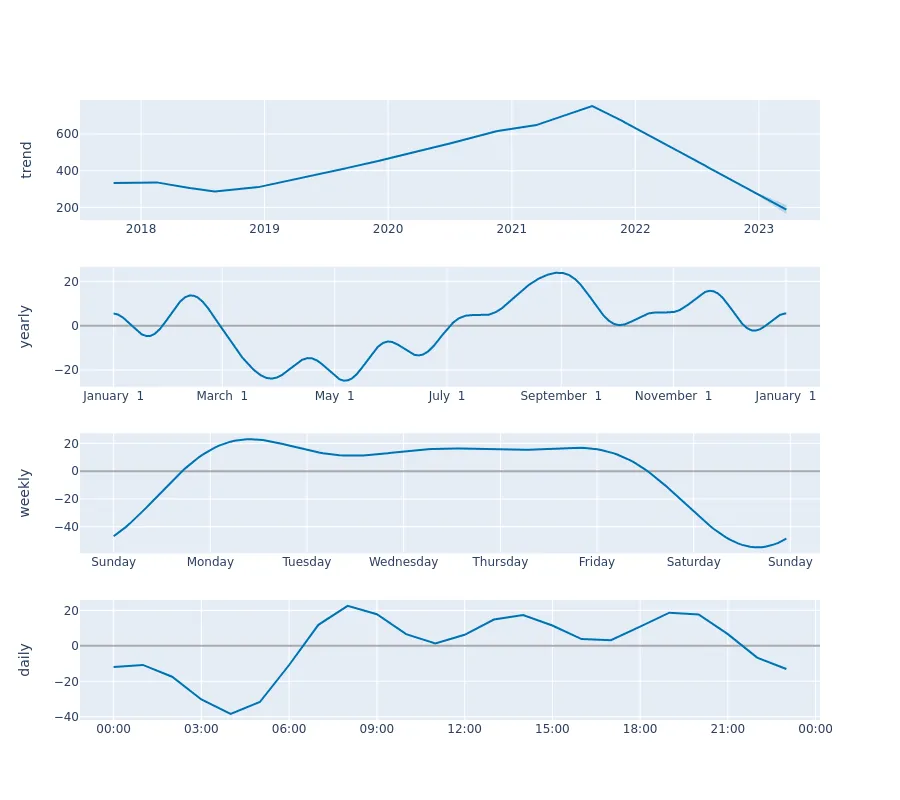 trend
600
400
200
2018 2019 2020 2021 2022 2023
yearly
20
0
−20
January 1 March 1 May 1 July 1 September 1 November 1 January 1
weekly
20
0
−20
−40
Sunday Monday Tuesday Wednesday Thursday Friday Saturday Sunday
daily
20
0
−20
−40
00:00 03:00 06:00 09:00 12:00 15:00 18:00 21:00 00:00